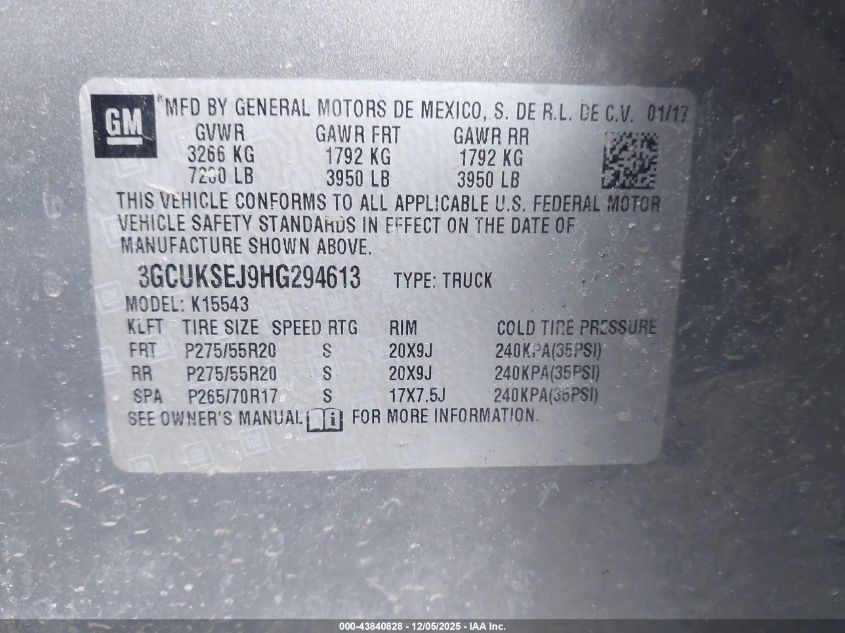 GM
*MFD BY GENERAL MOTORS DE MEXICO, S. DE R.L. DE C.V. 01/17
GVWR GAWR FRT GAWR RR
3266 KG 1792 KG 1792 KG
7200 LB 3950 LB 3950 LB
THIS VEHICLE CONFORMS TO ALL APPLICABLE U.S. FEDERAL MOTOR
VEHICLE SAFETY STANDARDS IN EFFECT ON THE DATE OF
MANUFACTURE SHOWN ABOVE.
3GCUKSEJ9HG294613 TYPE: TRUCK
MODEL: K15543
KLFT TIRE SIZE SPEED RTG RIM COLD TIRE PRESSURE
FRT P275/55R20 S 20X9J 240KPA(35PSI)
RR P275/55R20 S 20X9J 240KPA(35PSI)
SPA P265/70R17 S 17X7.5J 240KPA(35PSI)
SEE OWNER'S MANUAL FOR MORE INFORMATION.
000-43840828 - 12/05/2025 - IAA Inc.